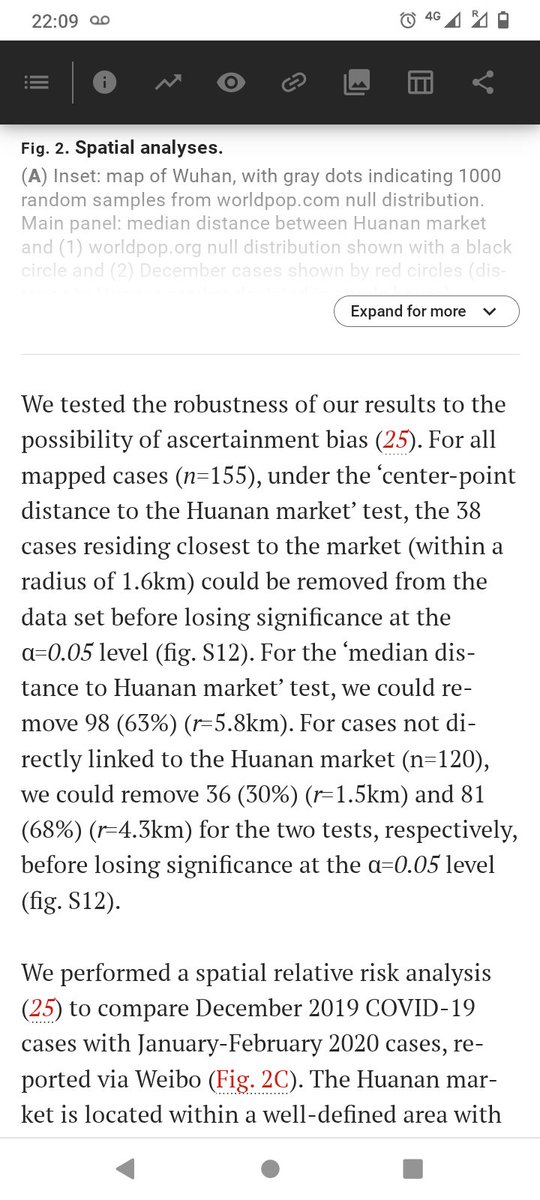 22:09
4G
R
Fig. 2. Spatial analyses.
(A) Inset: map of Wuhan, with gray dots indicating 1000
random samples from worldpop.com null distribution.
Main panel: median distance between Huanan market
and (1) worldpop.org null distribution shown with a black
circle and (2) December cases shown by red circles (dis-
Expand for more
We tested the robustness of our results to the
possibility of ascertainment bias (25). For all
mapped cases (n=155), under the ‘center-point
distance to the Huanan market’ test, the 38
cases residing closest to the market (within a
radius of 1.6km) could be removed from the
data set before losing significance at the
α=0.05 level (fig. S12). For the ‘median dis-
tance to Huanan market’ test, we could re-
move 98 (63%) (r=5.8km). For cases not di-
rectly linked to the Huanan market (n=120),
we could remove 36 (30%) (r=1.5km) and 81
(68%) (r=4.3km) for the two tests, respectively,
before losing significance at the α=0.05 level
(fig. S12).
We performed a spatial relative risk analysis
(25) to compare December 2019 COVID-19
cases with January-February 2020 cases, re-
ported via Weibo (Fig. 2C). The Huanan mar-
ket is located within a well-defined area with